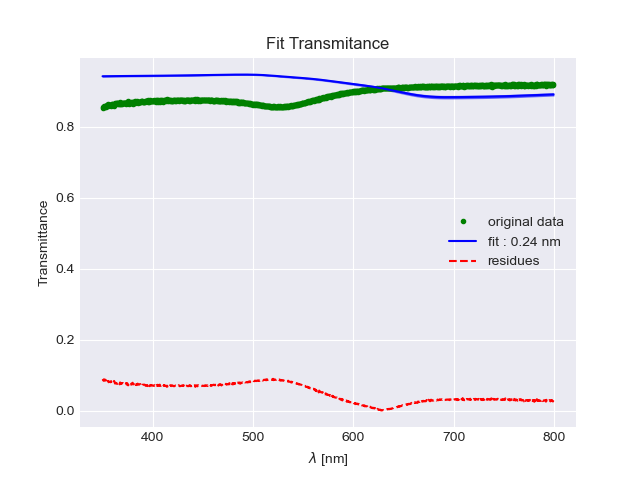 Fit Transmitance
Transmittance
0.8
0.6
0.4
0.2
0.0
original data
fit : 0.24 nm
residues
400 500 600 700 800
λ [nm]